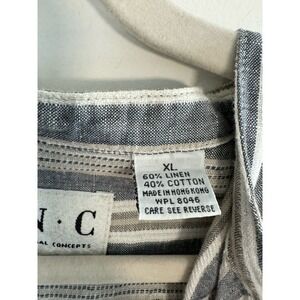 XL
60% LINEN
40% COTTON
MADE IN HONG KONG
WPL 8046
CARE SEE REVERSE
N · C
CONCEPTS